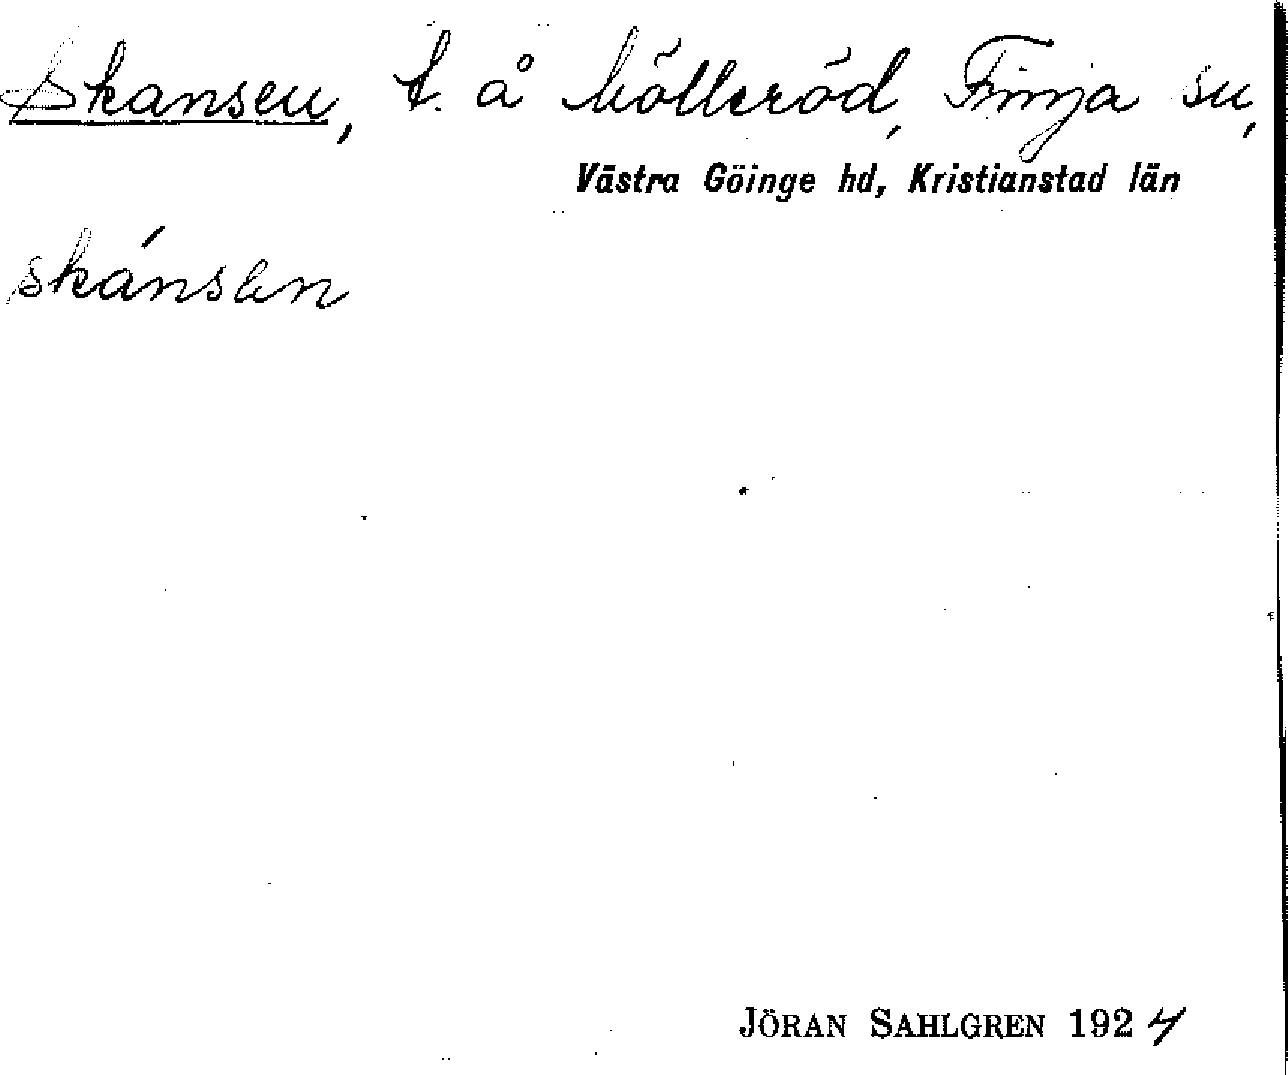 Skansen, t. å Mölleröd, Finja sn,
Västra Göinge hd, Kristianstad län
skánsen
JÖRAN SAHLGREN 1924